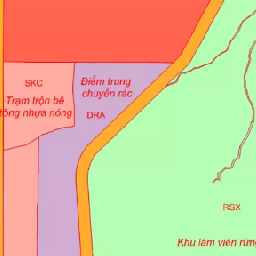 SKC
Trạm trộn bê
tông nhựa nóng
Điểm trung
chuyển rác
DRA
RSX
Khu lâm viên rừng